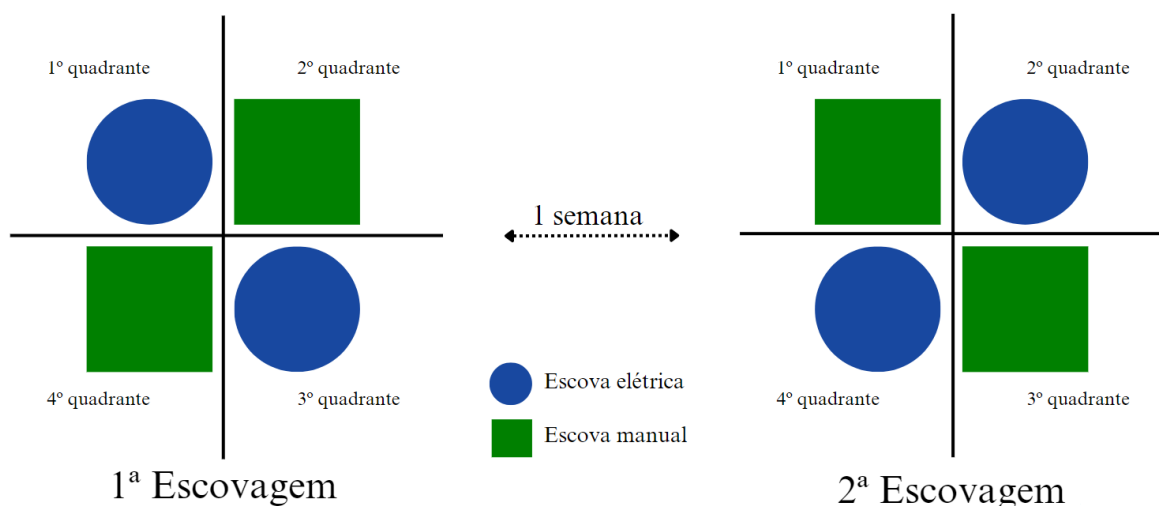 1º quadrante
2º quadrante
4º quadrante
3º quadrante
1ª Escovagem
1 semana
Escova elétrica
Escova manual
1º quadrante
2º quadrante
4º quadrante
3º quadrante
2ª Escovagem